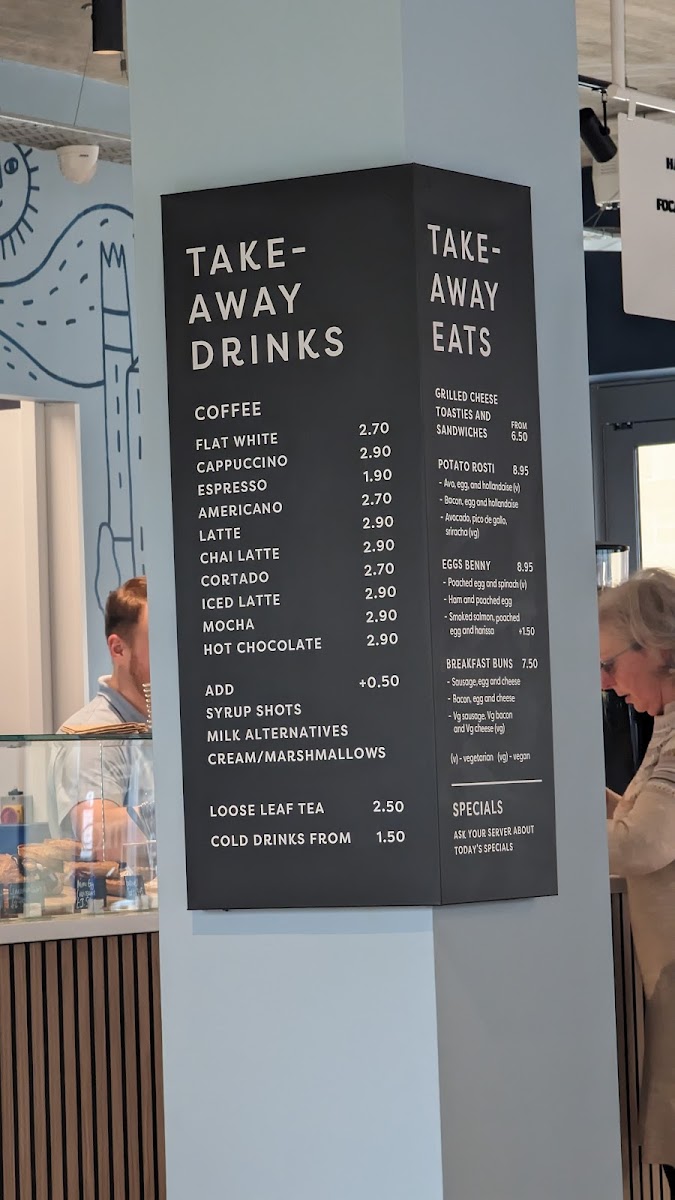 TAKE-
AWAY
DRINKS
COFFEE
FLAT WHITE 2.70
CAPPUCCINO 2.90
ESPRESSO 1.90
AMERICANO 2.70
LATTE 2.90
CHAI LATTE 2.90
CORTADO 2.70
ICED LATTE 2.90
MOCHA 2.90
HOT CHOCOLATE 2.90
ADD +0.50
SYRUP SHOTS
MILK ALTERNATIVES
CREAM/MARSHMALLOWS
LOOSE LEAF TEA 2.50
COLD DRINKS FROM 1.50
TAKE-
AWAY
EATS
GRILLED CHEESE
TOASTIES AND FROM
SANDWICHES 6.50
POTATO ROSTI 8.95
- Avo, egg, and hollandaise (v)
- Bacon, egg and hollandaise
- Avocado, pico de gallo,
sriracha (vg)
EGGS BENNY 8.95
- Poached egg and spinach (v)
- Ham and poached egg
- Smoked salmon, poached
egg and harissa +1.50
BREAKFAST BUNS 7.50
- Sausage, egg and cheese
- Bacon, egg and cheese
- Vg sausage, Vg bacon
and Vg cheese (vg)
(v) - vegetarian (vg) - vegan
SPECIALS
ASK YOUR SERVER ABOUT
TODAY'S SPECIALS